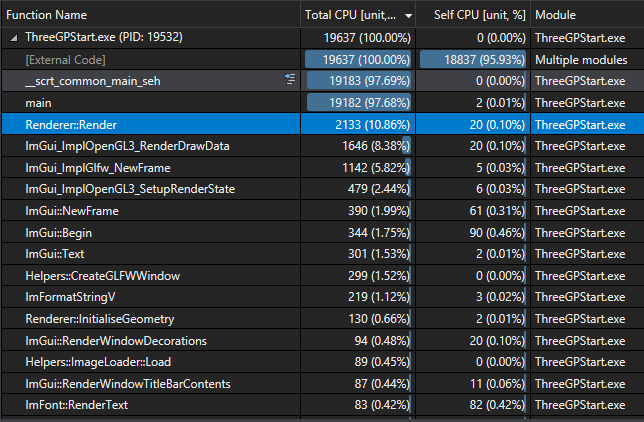 Function Name Total CPU [unit,... Self CPU [unit, %] Module
ThreeGPStart.exe (PID: 19532) 19637 (100.00%) 0 (0.00%) ThreeGPStart.exe
[External Code] 19637 (100.00%) 18837 (95.93%) Multiple modules
__scrt_common_main_seh 19183 (97.69%) 0 (0.00%) ThreeGPStart.exe
main 19182 (97.68%) 2 (0.01%) ThreeGPStart.exe
Renderer::Render 2133 (10.86%) 20 (0.10%) ThreeGPStart.exe
ImGui_ImplOpenGL3_RenderDrawData 1646 (8.38%) 20 (0.10%) ThreeGPStart.exe
ImGui_ImplGlfw_NewFrame 1142 (5.82%) 5 (0.03%) ThreeGPStart.exe
ImGui_ImplOpenGL3_SetupRenderState 479 (2.44%) 6 (0.03%) ThreeGPStart.exe
ImGui::NewFrame 390 (1.99%) 61 (0.31%) ThreeGPStart.exe
ImGui::Begin 344 (1.75%) 90 (0.46%) ThreeGPStart.exe
ImGui::Text 301 (1.53%) 2 (0.01%) ThreeGPStart.exe
Helpers::CreateGLFWWindow 299 (1.52%) 0 (0.00%) ThreeGPStart.exe
ImFormatStringV 219 (1.12%) 3 (0.02%) ThreeGPStart.exe
Renderer::InitialiseGeometry 130 (0.66%) 2 (0.01%) ThreeGPStart.exe
ImGui::RenderWindowDecorations 94 (0.48%) 20 (0.10%) ThreeGPStart.exe
Helpers::ImageLoader::Load 89 (0.45%) 0 (0.00%) ThreeGPStart.exe
ImGui::RenderWindowTitleBarContents 87 (0.44%) 11 (0.06%) ThreeGPStart.exe
ImFont::RenderText 83 (0.42%) 82 (0.42%) ThreeGPStart.exe